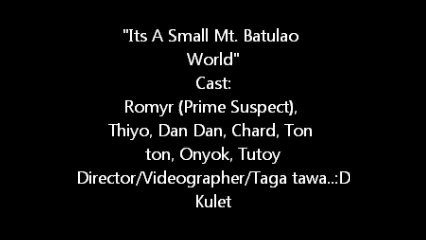 "Its A Small Mt. Batulao
World"
Cast:
Romyr (Prime Suspect),
Thiyo, Dan Dan, Chard, Ton
ton, Onyok, Tutoy
Director/Videographer/Taga tawa..:D
Kulet